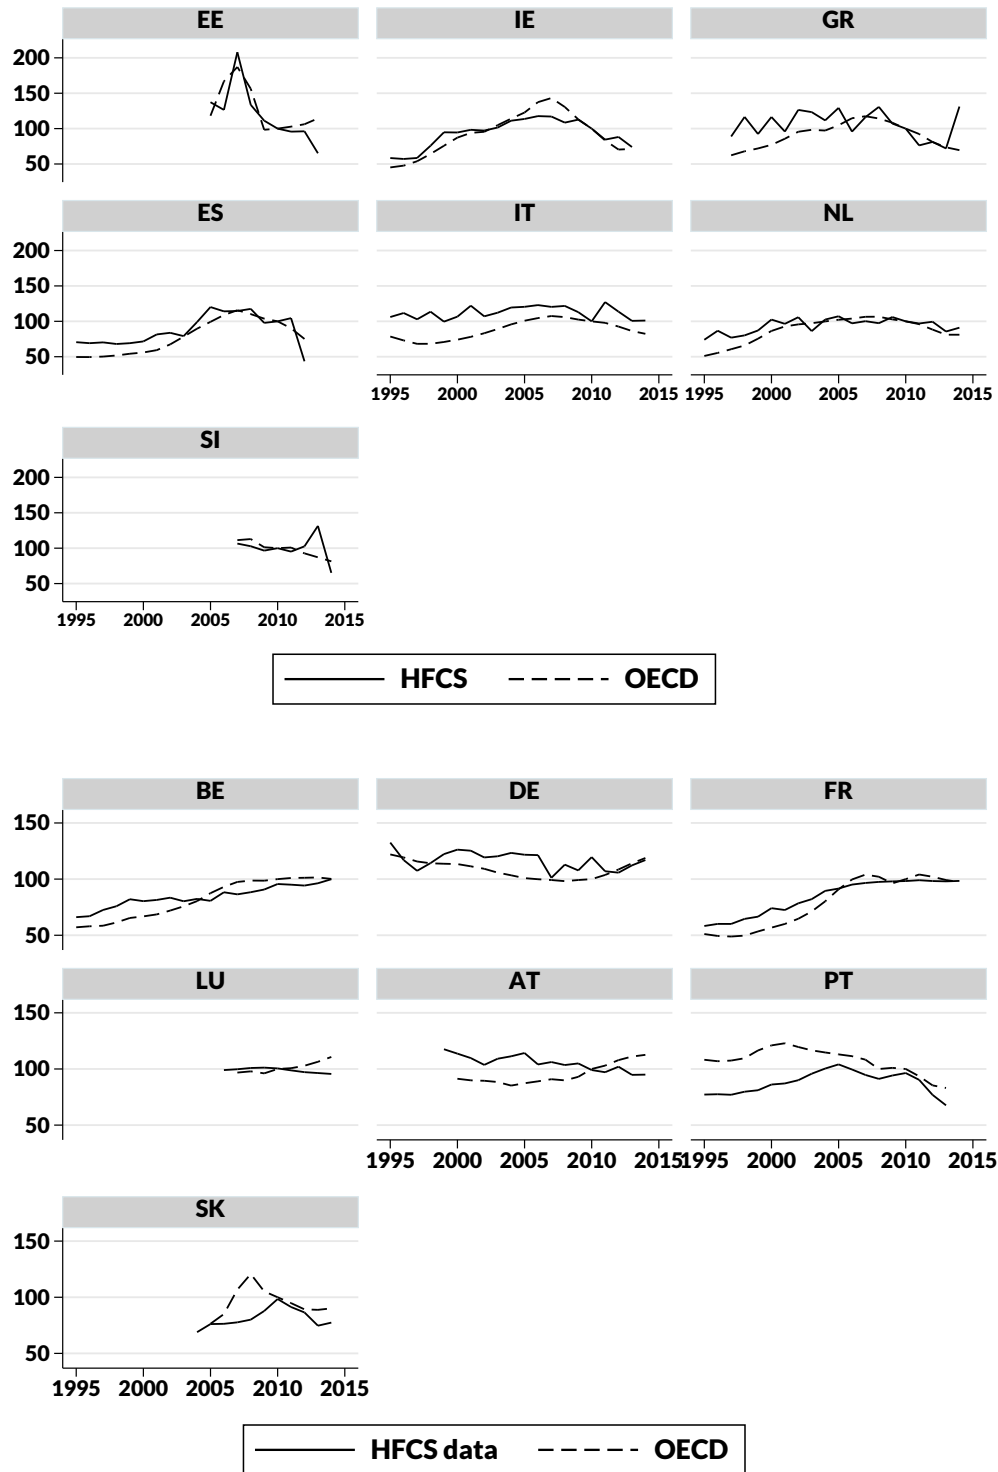 EE IE GR
200
150
100
50
ES IT NL
200
150
100
50
1995 2000 2005 2010 2015 1995 2000 2005 2010 2015
SI
200
150
100
50
1995 2000 2005 2010 2015
HFCS OECD
BE DE FR
150
100
50
LU AT PT
150
100
50
1995 2000 2005 2010 2015 1995 2000 2005 2010 2015
SK
150
100
50
1995 2000 2005 2010 2015
HFCS data OECD